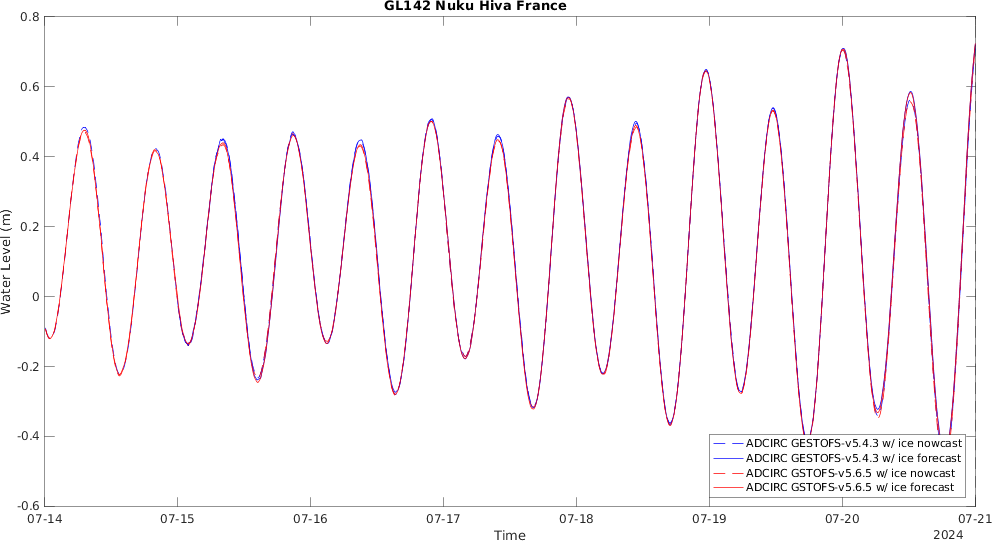 GL142 Nuku Hiva France
0.8
0.6
0.4
0.2
0
-0.2
-0.4
-0.6
Water Level (m)
ADCIRC GESTOFS-v5.4.3 w/ ice nowcast
ADCIRC GESTOFS-v5.4.3 w/ ice forecast
ADCIRC GSTOFS-v5.6.5 w/ ice nowcast
ADCIRC GSTOFS-v5.6.5 w/ ice forecast
07-14 07-15 07-16 07-17 07-18 07-19 07-20 07-21
Time
2024